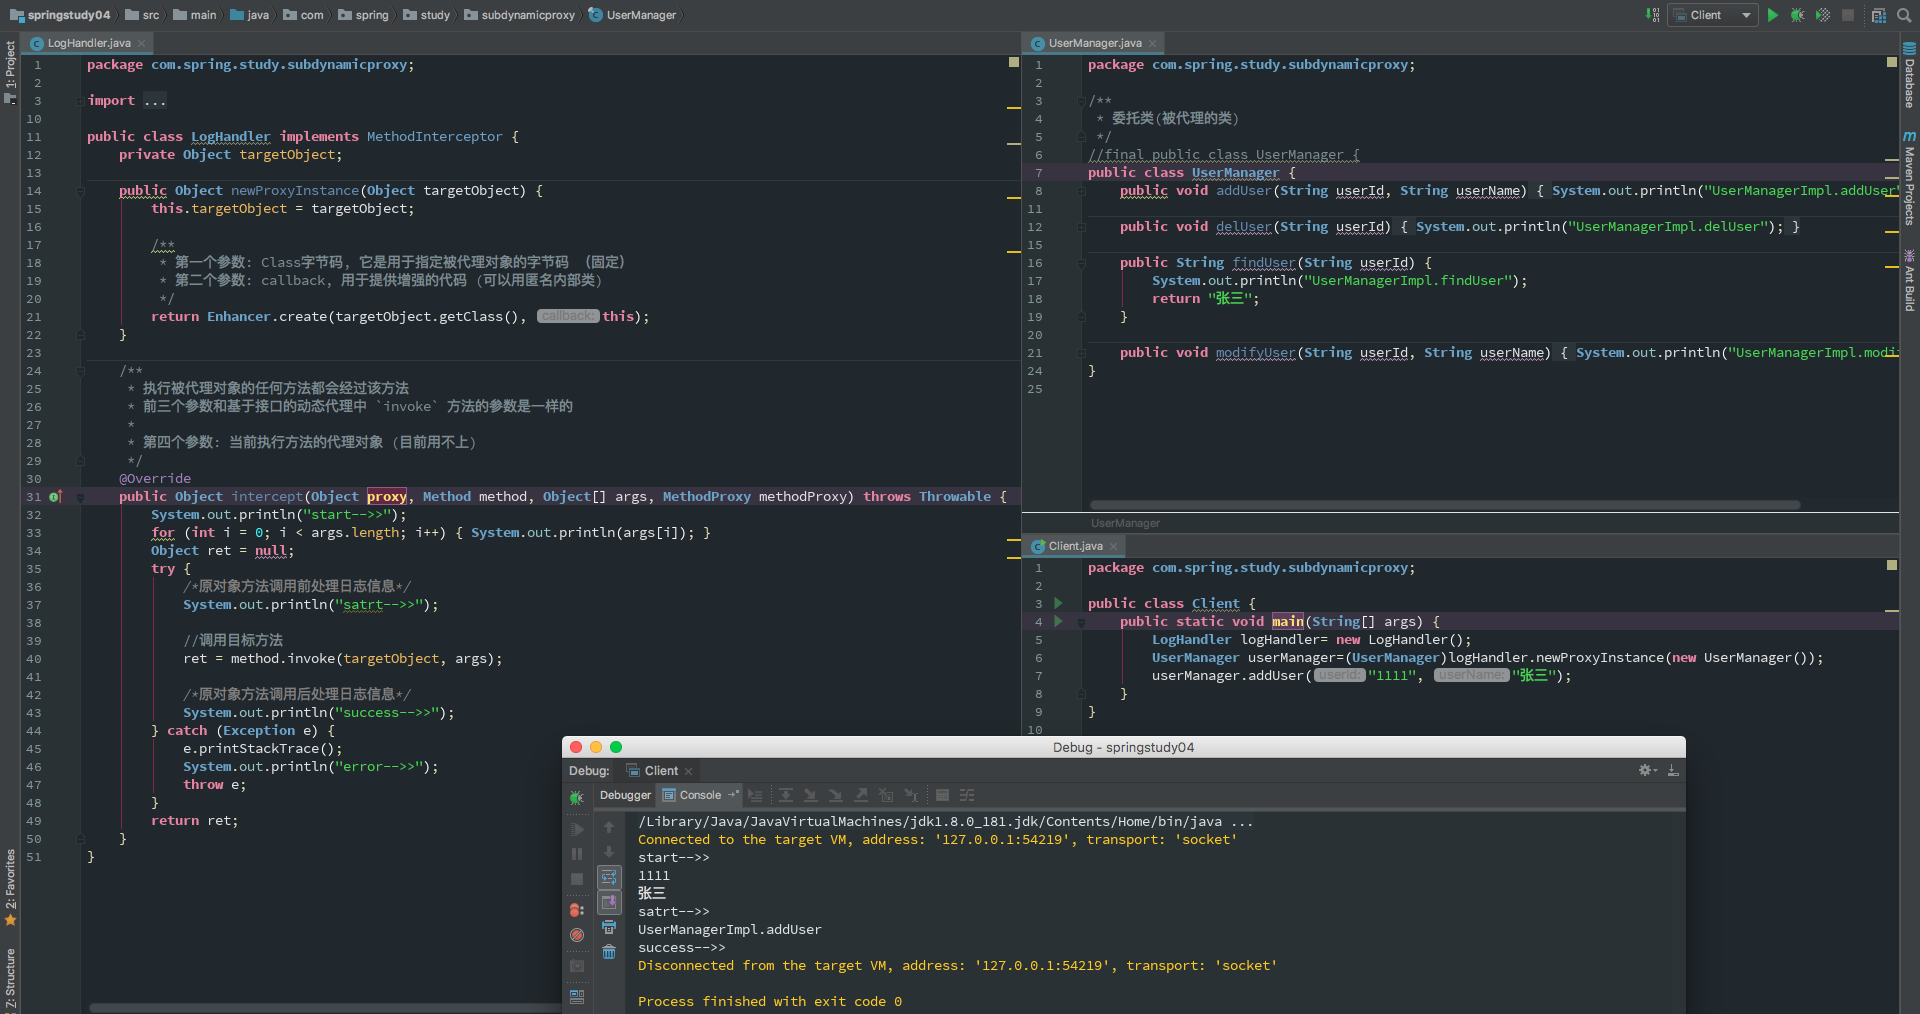 springstudy04 src main java com spring study subdynamicproxy UserManager
Client
1: Project
2: Favorites
7: Structure
LogHandler.java
1 package com.spring.study.subdynamicproxy;
2
3 import ...
10
11 public class LogHandler implements MethodInterceptor {
12 private Object targetObject;
13
14 public Object newProxyInstance(Object targetObject) {
15 this.targetObject = targetObject;
16
17 /**
18 * 第一个参数: Class字节码, 它是用于指定被代理对象的字节码 （固定）
19 * 第二个参数: callback, 用于提供增强的代码 (可以用匿名内部类)
20 */
21 return Enhancer.create(targetObject.getClass(), callback: this);
22 }
23
24 /**
25 * 执行被代理对象的任何方法都会经过该方法
26 * 前三个参数和基于接口的动态代理中 `invoke` 方法的参数是一样的
27 *
28 * 第四个参数: 当前执行方法的代理对象 (目前用不上)
29 */
30 @Override
31 public Object intercept(Object proxy, Method method, Object[] args, MethodProxy methodProxy) throws Throwable {
32 System.out.println("start-->>");
33 for (int i = 0; i < args.length; i++) { System.out.println(args[i]); }
34 Object ret = null;
35 try {
36 /*原对象方法调用前处理日志信息*/
37 System.out.println("satrt-->>");
38
39 //调用目标方法
40 ret = method.invoke(targetObject, args);
41
42 /*原对象方法调用后处理日志信息*/
43 System.out.println("success-->>");
44 } catch (Exception e) {
45 e.printStackTrace();
46 System.out.println("error-->>");
47 throw e;
48 }
49 return ret;
50 }
51 }
UserManager.java
1 package com.spring.study.subdynamicproxy;
2
3 /**
4 * 委托类(被代理的类)
5 */
6 //final public class UserManager {
7 public class UserManager {
8 public void addUser(String userId, String userName) { System.out.println("UserManagerImpl.addUser"
11
12 public void delUser(String userId) { System.out.println("UserManagerImpl.delUser"); }
15
16 public String findUser(String userId) {
17 System.out.println("UserManagerImpl.findUser");
18 return "张三";
19 }
20
21 public void modifyUser(String userId, String userName) { System.out.println("UserManagerImpl.modi
24 }
25
UserManager
Client.java
1 package com.spring.study.subdynamicproxy;
2
3 public class Client {
4 public static void main(String[] args) {
5 LogHandler logHandler= new LogHandler();
6 UserManager userManager=(UserManager)logHandler.newProxyInstance(new UserManager());
7 userManager.addUser( userId: "1111", userName: "张三");
8 }
9 }
10
Database
m Maven Projects
Ant Build
Debug - springstudy04
Debug: Client
Debugger Console
/Library/Java/JavaVirtualMachines/jdk1.8.0_181.jdk/Contents/Home/bin/java ...
Connected to the target VM, address: '127.0.0.1:54219', transport: 'socket'
start-->>
1111
张三
satrt-->>
UserManagerImpl.addUser
success-->>
Disconnected from the target VM, address: '127.0.0.1:54219', transport: 'socket'
Process finished with exit code 0